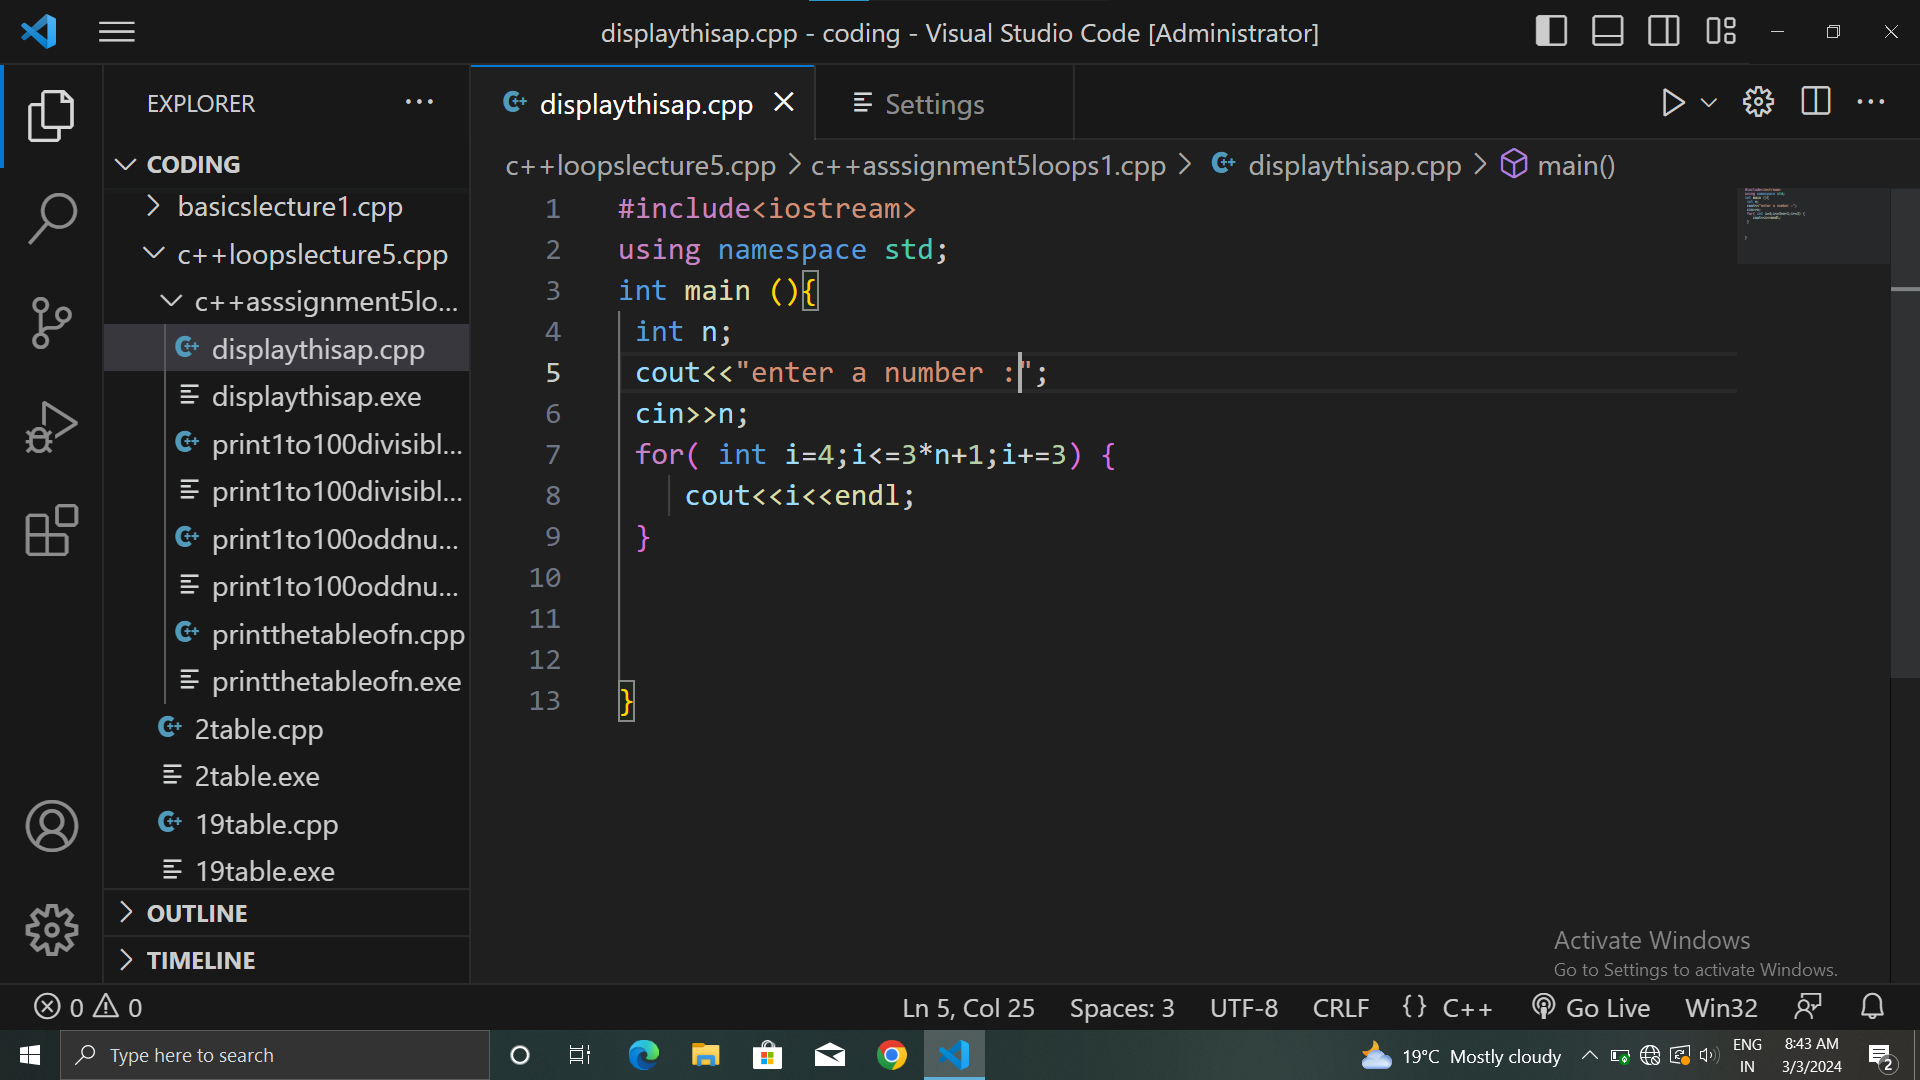 displaythisap.cpp - coding - Visual Studio Code [Administrator]
EXPLORER
CODING
basicslecture1.cpp
c++loopslecture5.cpp
c++asssignment5lo...
displaythisap.cpp
displaythisap.exe
print1to100divisibl...
print1to100divisibl...
print1to100oddnu...
print1to100oddnu...
printthetableofn.cpp
printthetableofn.exe
2table.cpp
2table.exe
19table.cpp
19table.exe
OUTLINE
TIMELINE
displaythisap.cpp
Settings
c++loopslecture5.cpp > c++asssignment5loops1.cpp > displaythisap.cpp > main()
1 #include<iostream>
2 using namespace std;
3 int main (){
4 int n;
5 cout<<"enter a number :";
6 cin>>n;
7 for( int i=4;i<=3*n+1;i+=3) {
8 cout<<i<<endl;
9 }
10
11
12
13 }
Activate Windows
Go to Settings to activate Windows.
0 0
Ln 5, Col 25 Spaces: 3 UTF-8 CRLF {} C++ Go Live Win32
Type here to search
19°C Mostly cloudy
ENG
IN
8:43 AM
3/3/2024
2